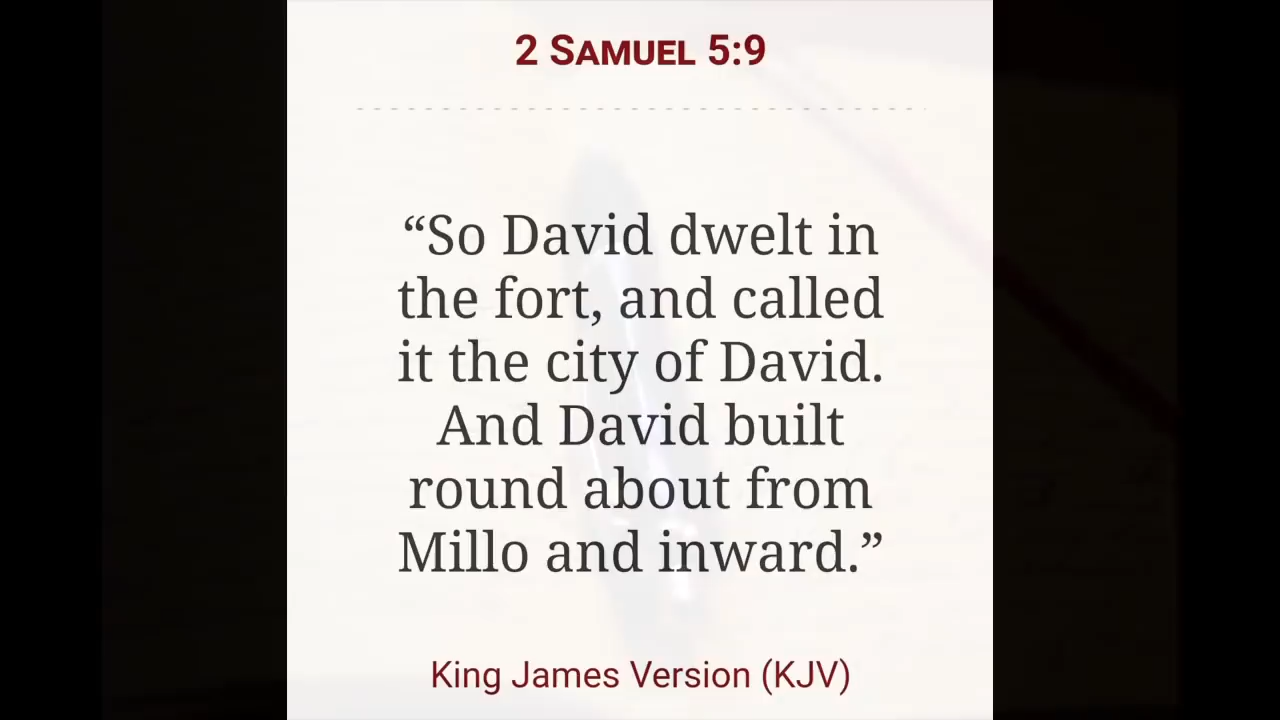 2 SAMUEL 5:9
“So David dwelt in
the fort, and called
it the city of David.
And David built
round about from
Millo and inward.”
King James Version (KJV)